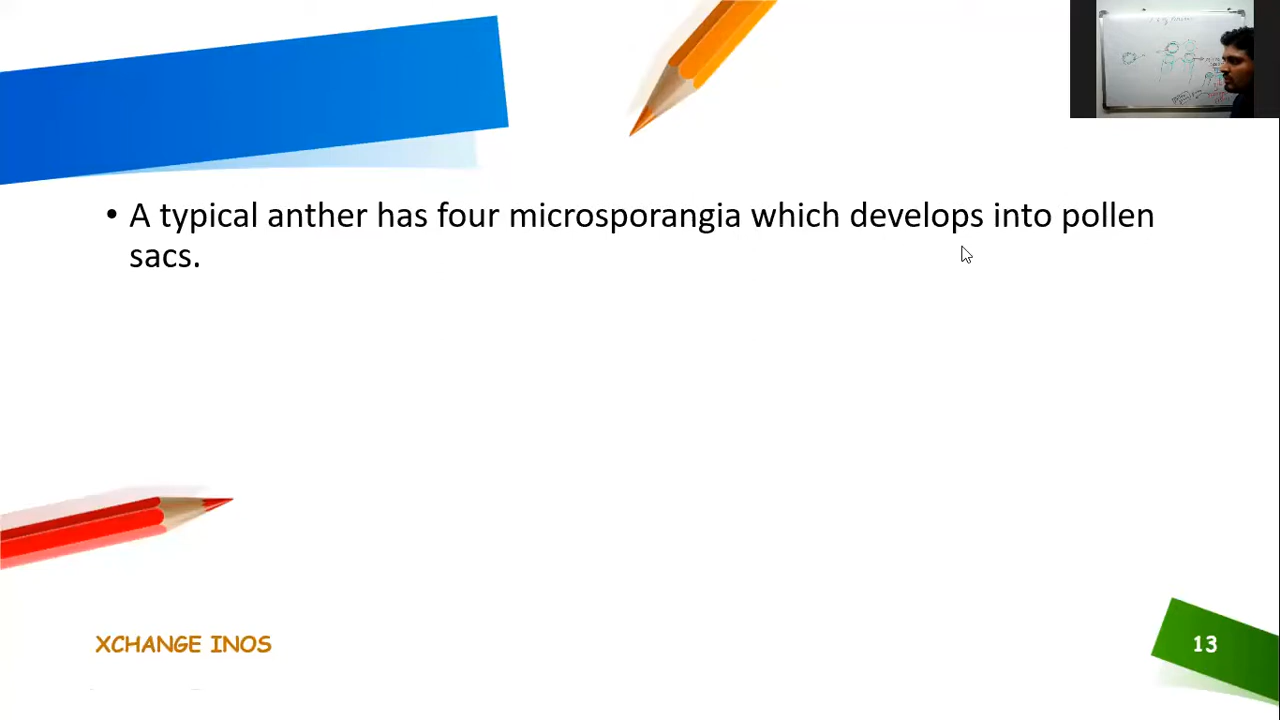 • A typical anther has four microsporangia which develops into pollen
sacs.
XCHANGE INOS
13